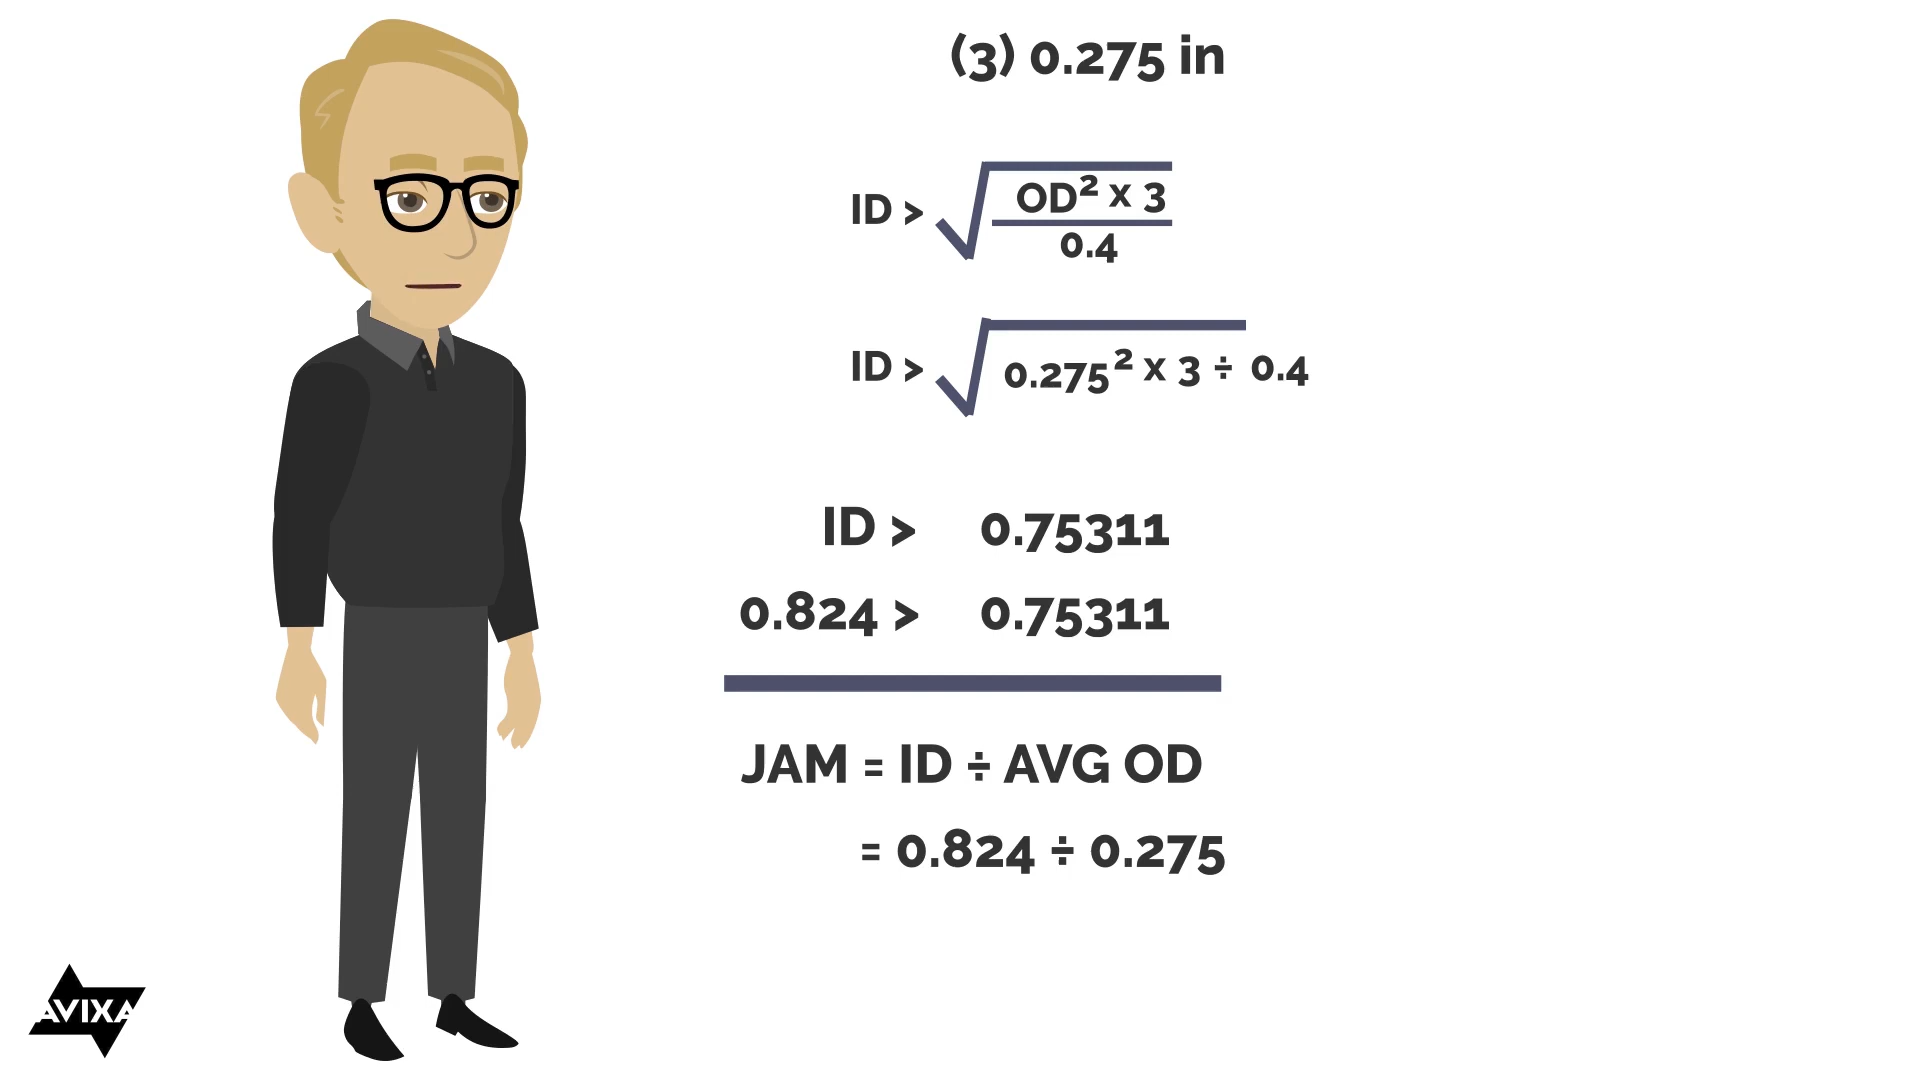 (3) 0.275 in
ID > √ OD² x 3
0.4
ID > √ 0.275² x 3 ÷ 0.4
ID > 0.75311
0.824 > 0.75311
JAM = ID ÷ AVG OD
= 0.824 ÷ 0.275
AVIXA